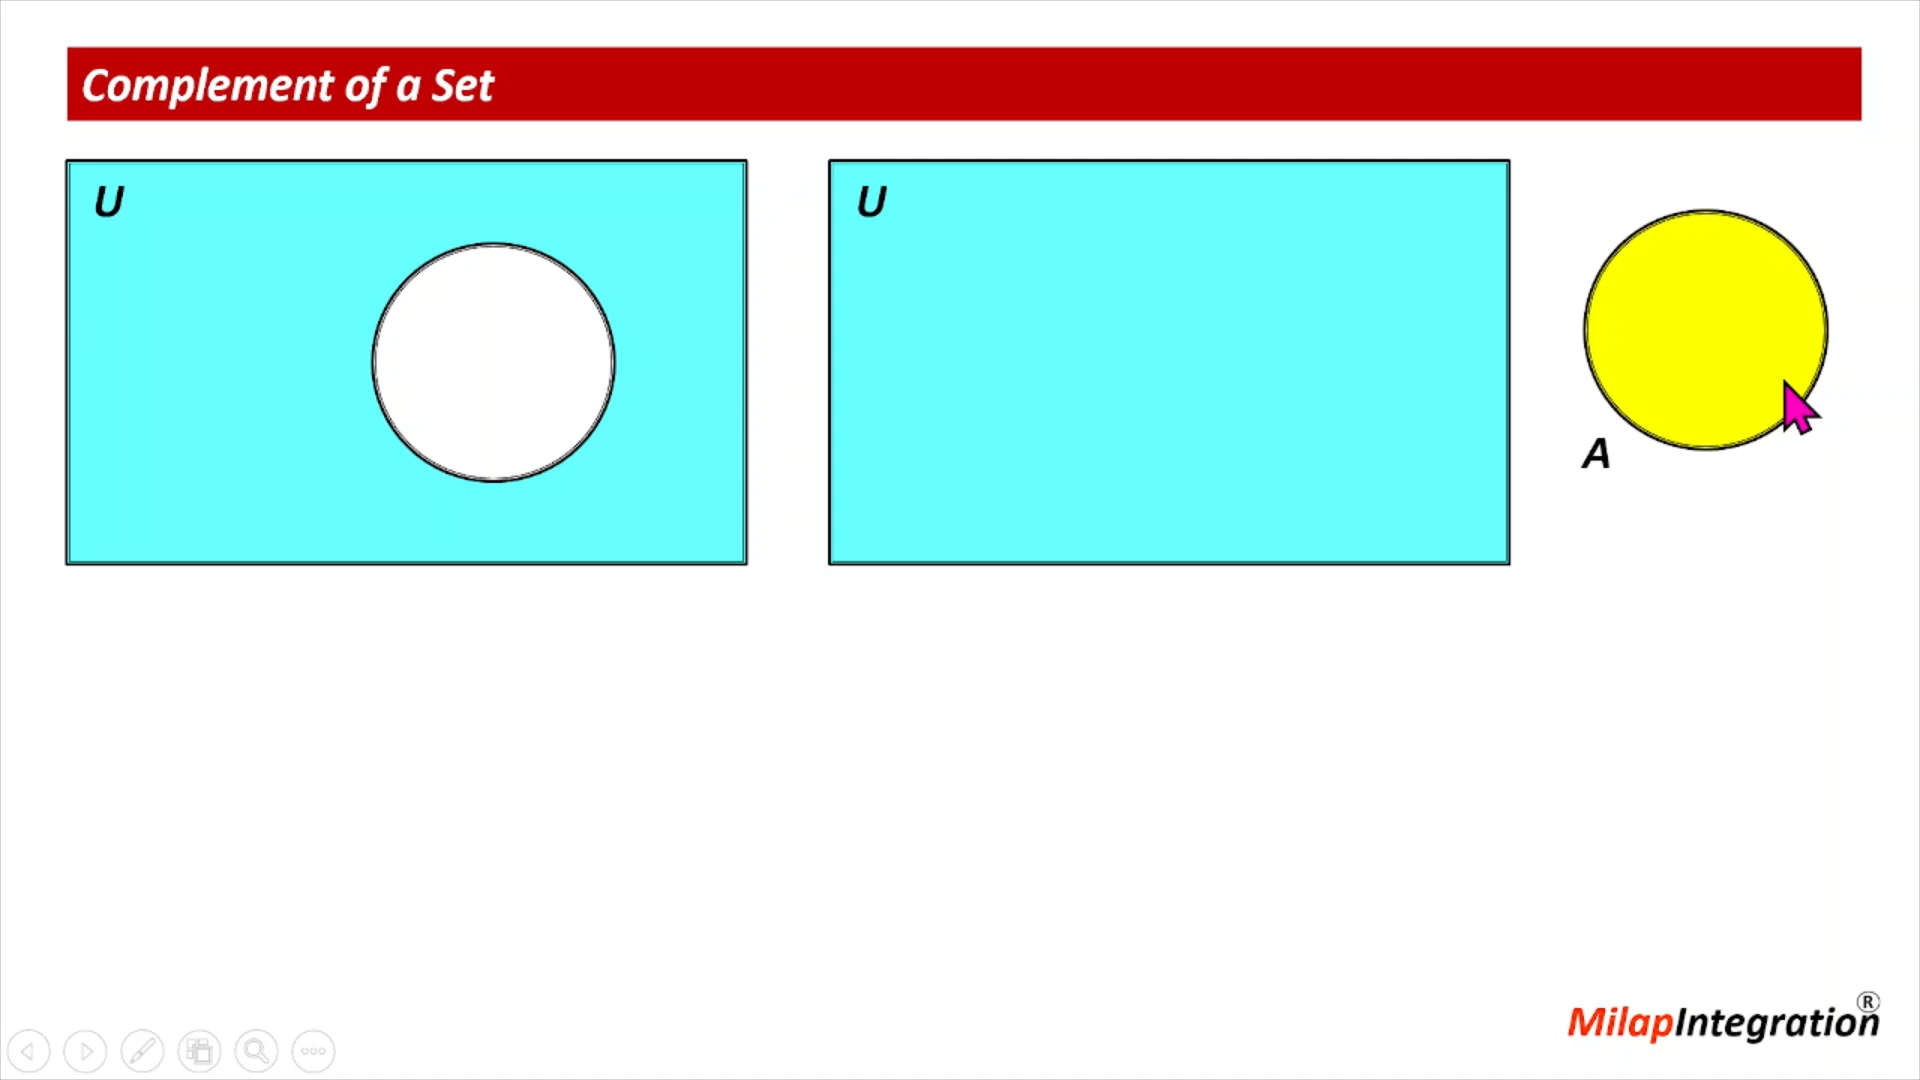 Complement of a Set
U
U
A
MilapIntegration®